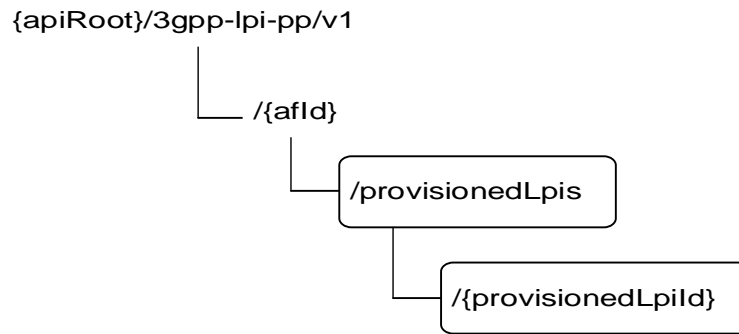 {apiRoot}/3gpp-lpi-pp/v1
/{afId}
/provisionedLpis
/{provisionedLpiId}